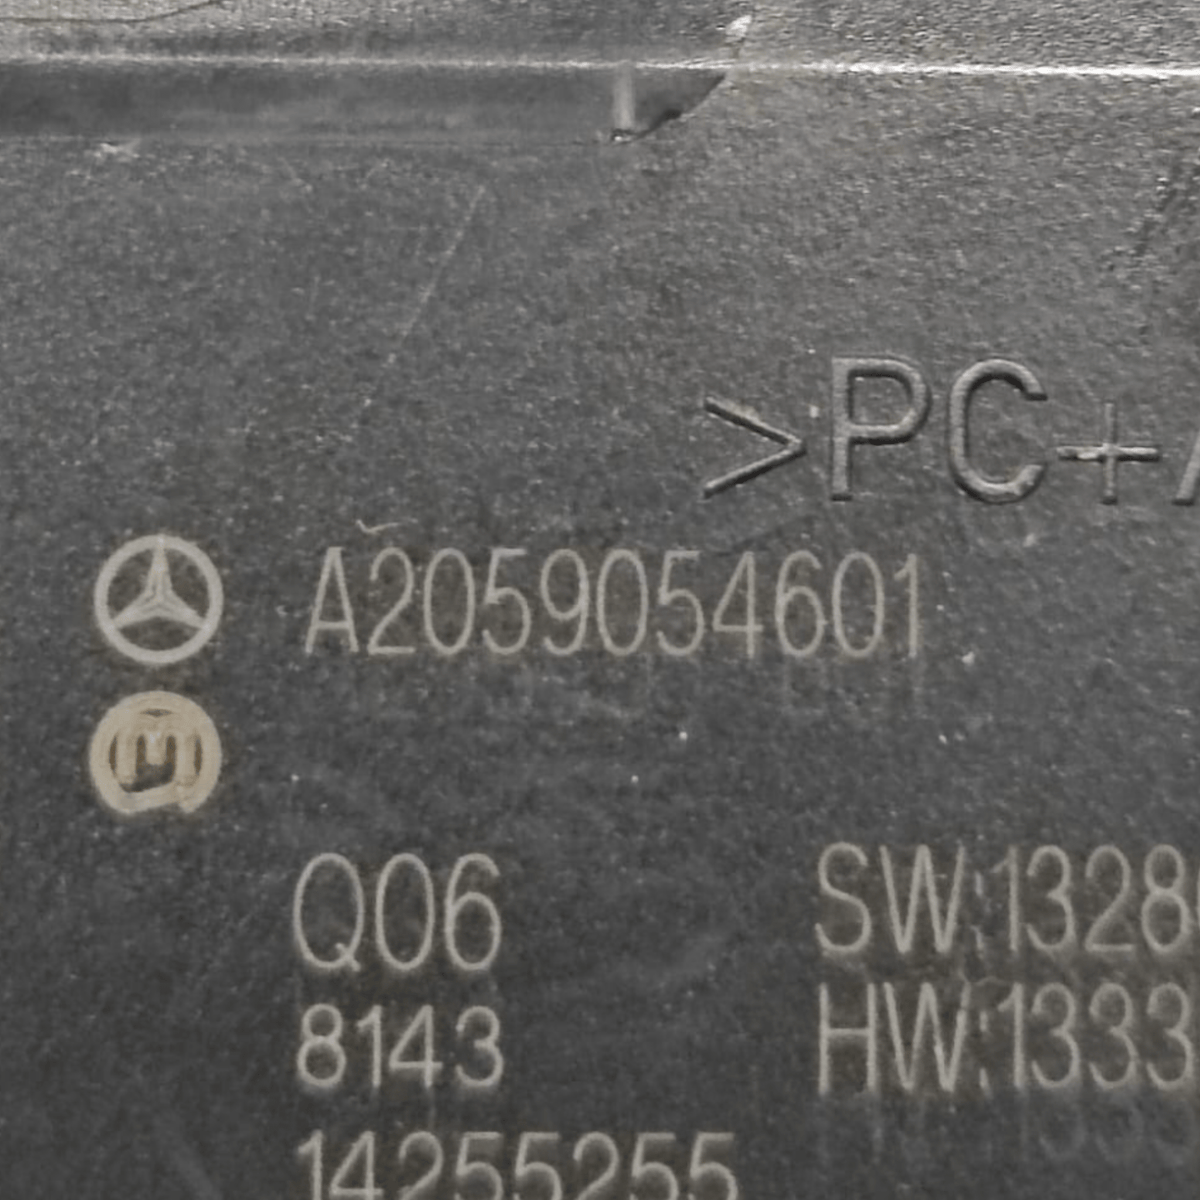 >PC+A
A2059054601
M
Q06
SW:1328
8143
HW:1333
14255255